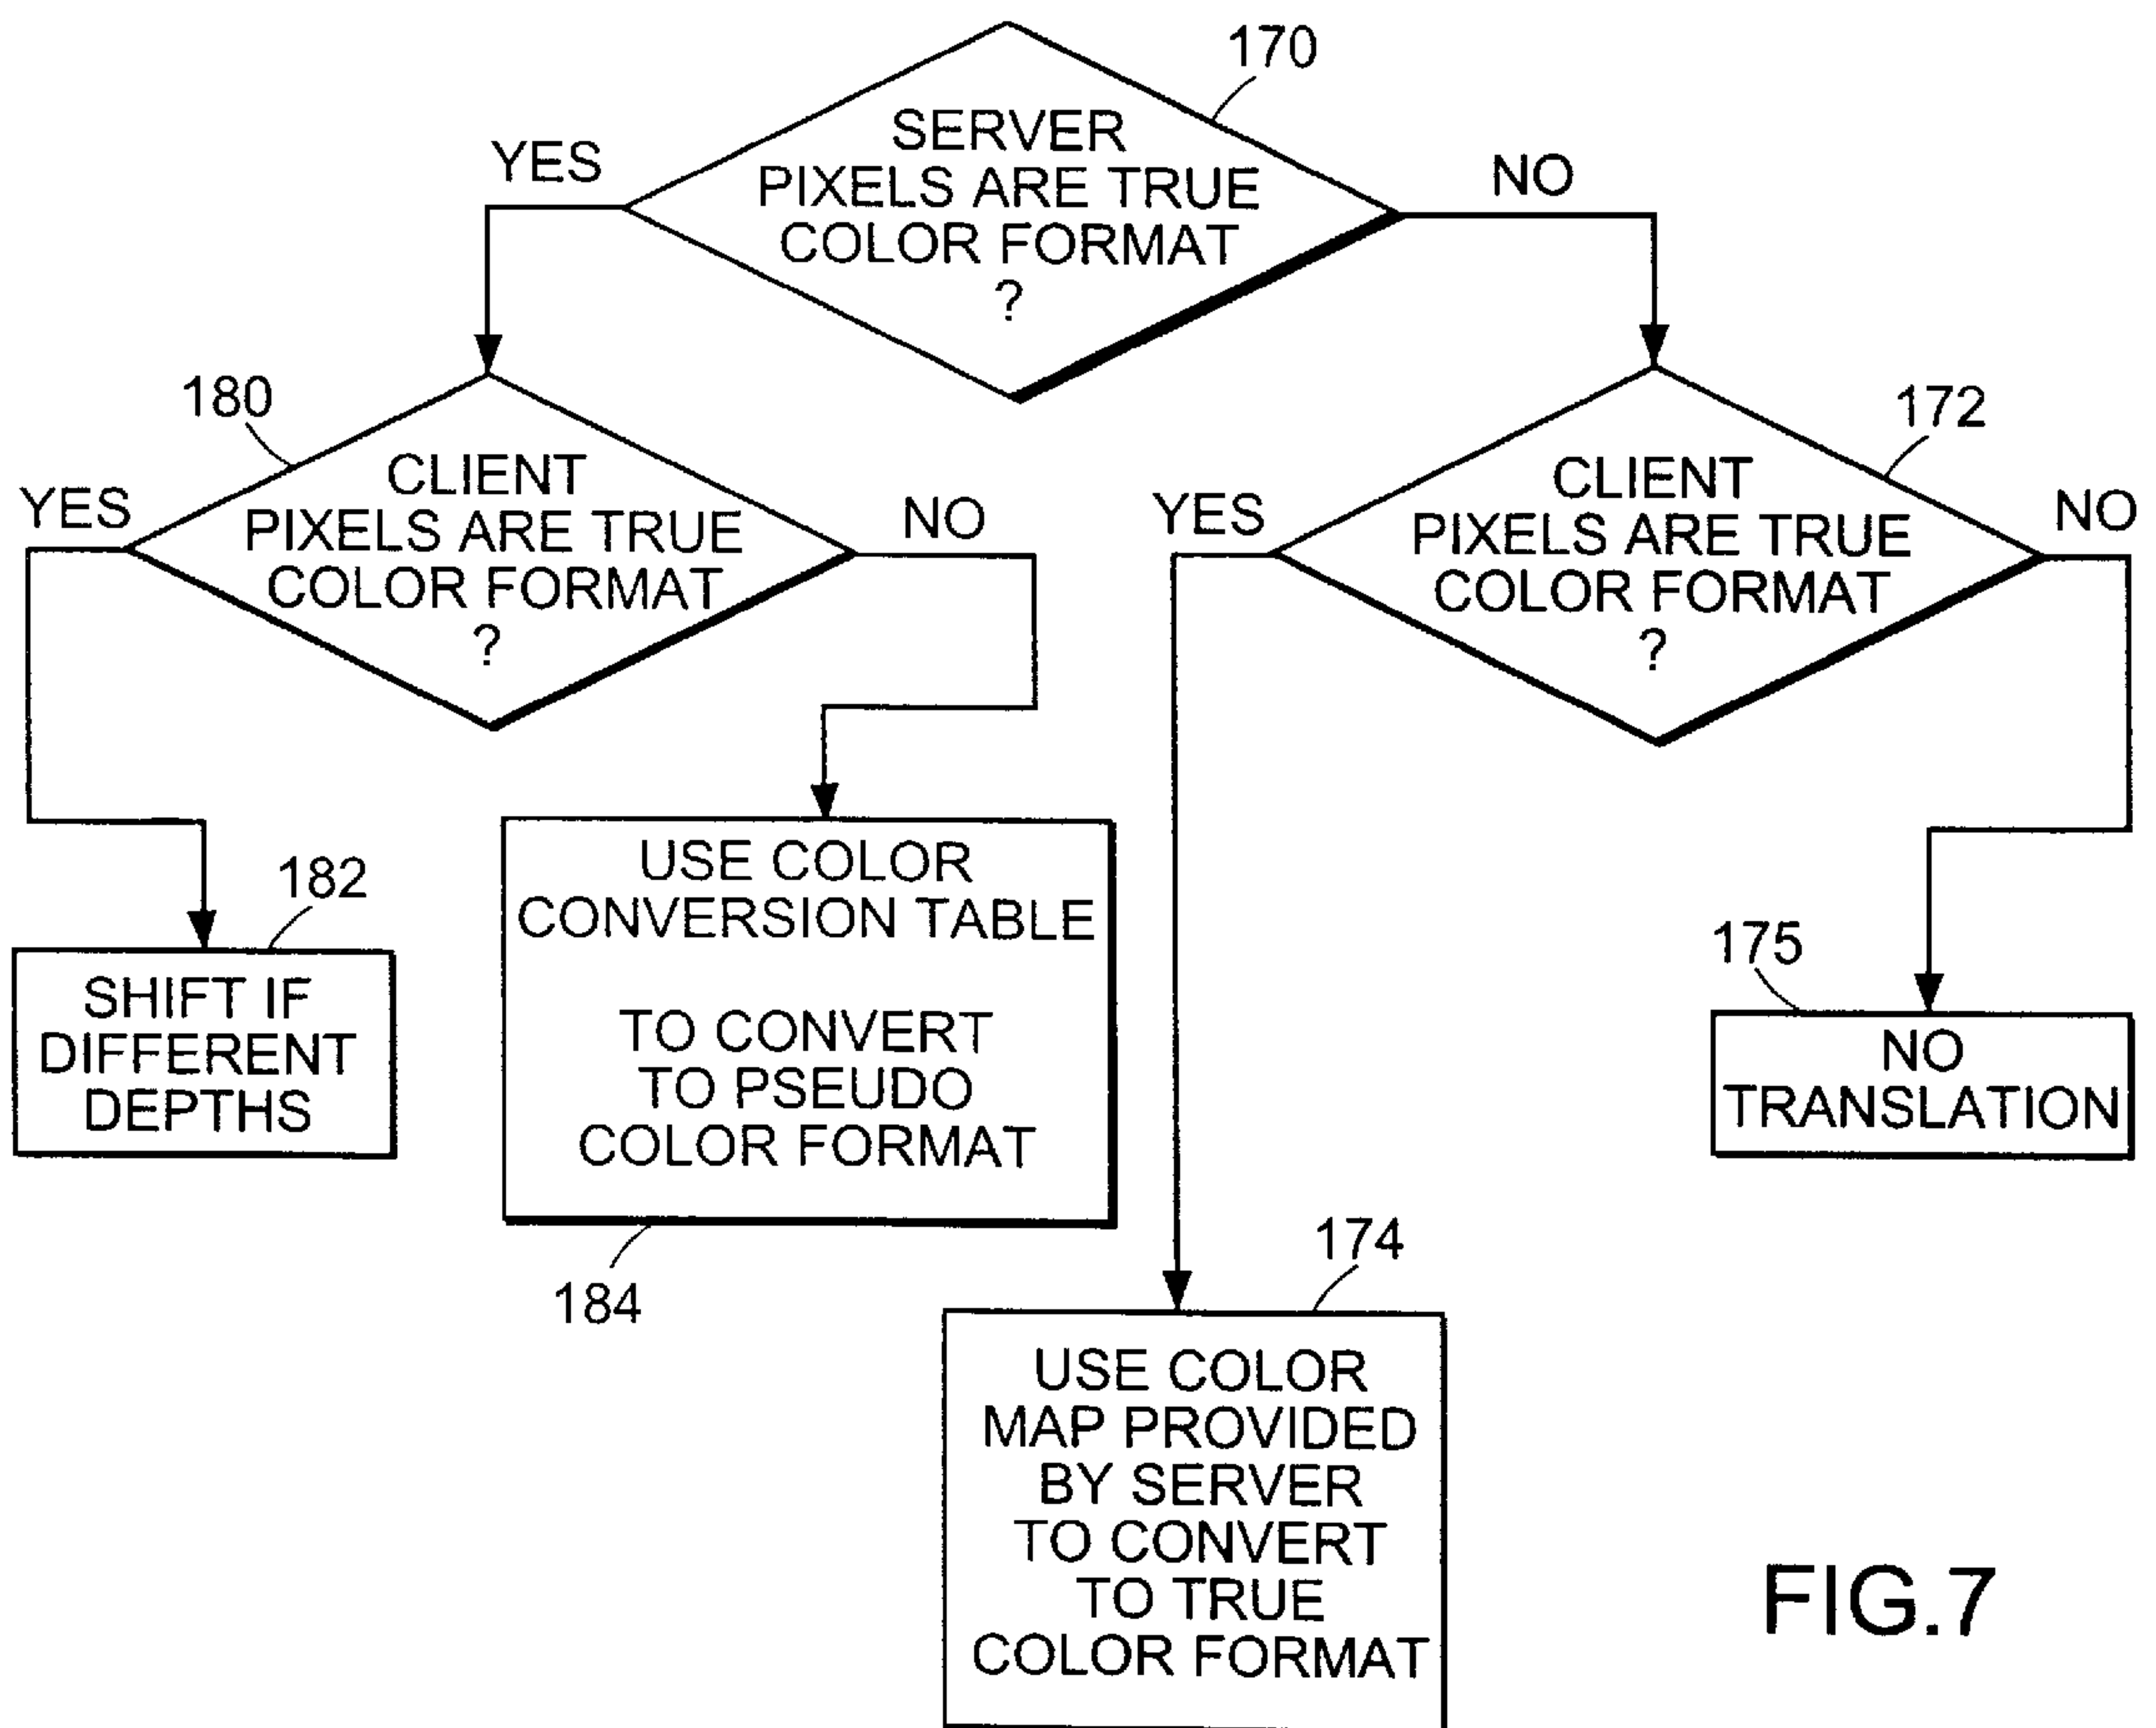 170
SERVER
PIXELS ARE TRUE
COLOR FORMAT
?
YES
NO
180
CLIENT
PIXELS ARE TRUE
COLOR FORMAT
?
YES
NO
172
CLIENT
PIXELS ARE TRUE
COLOR FORMAT
?
YES
NO
182
SHIFT IF
DIFFERENT
DEPTHS
USE COLOR
CONVERSION TABLE
TO CONVERT
TO PSEUDO
COLOR FORMAT
184
175
NO
TRANSLATION
174
USE COLOR
MAP PROVIDED
BY SERVER
TO CONVERT
TO TRUE
COLOR FORMAT
FIG.7